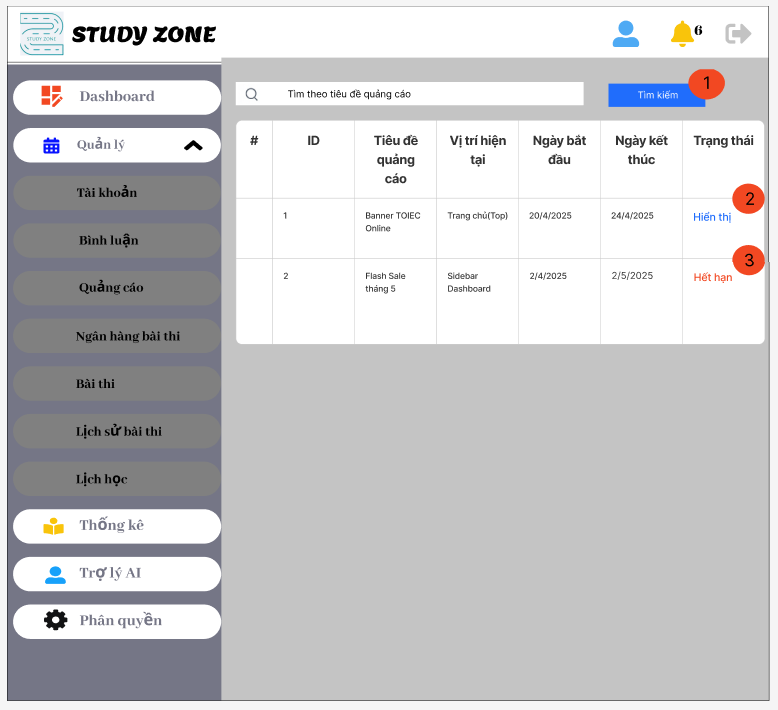 STUDY ZONE
STUDY ZONE
6
Dashboard
Quản lý
Tài khoản
Bình luận
Quảng cáo
Ngân hàng bài thi
Bài thi
Lịch sử bài thi
Lịch học
Thống kê
Trợ lý AI
Phân quyền
Tìm theo tiêu đề quảng cáo
Tìm kiếm
1
# ID Tiêu đề Vị trí hiện Ngày bắt Ngày kết Trạng thái
quảng tại đầu thúc
cáo
2
1 Banner TOIEC Trang chủ(Top) 20/4/2025 24/4/2025 Hiển thị
Online
3
2 Flash Sale Sidebar 2/4/2025 2/5/2025 Hết hạn
tháng 5 Dashboard